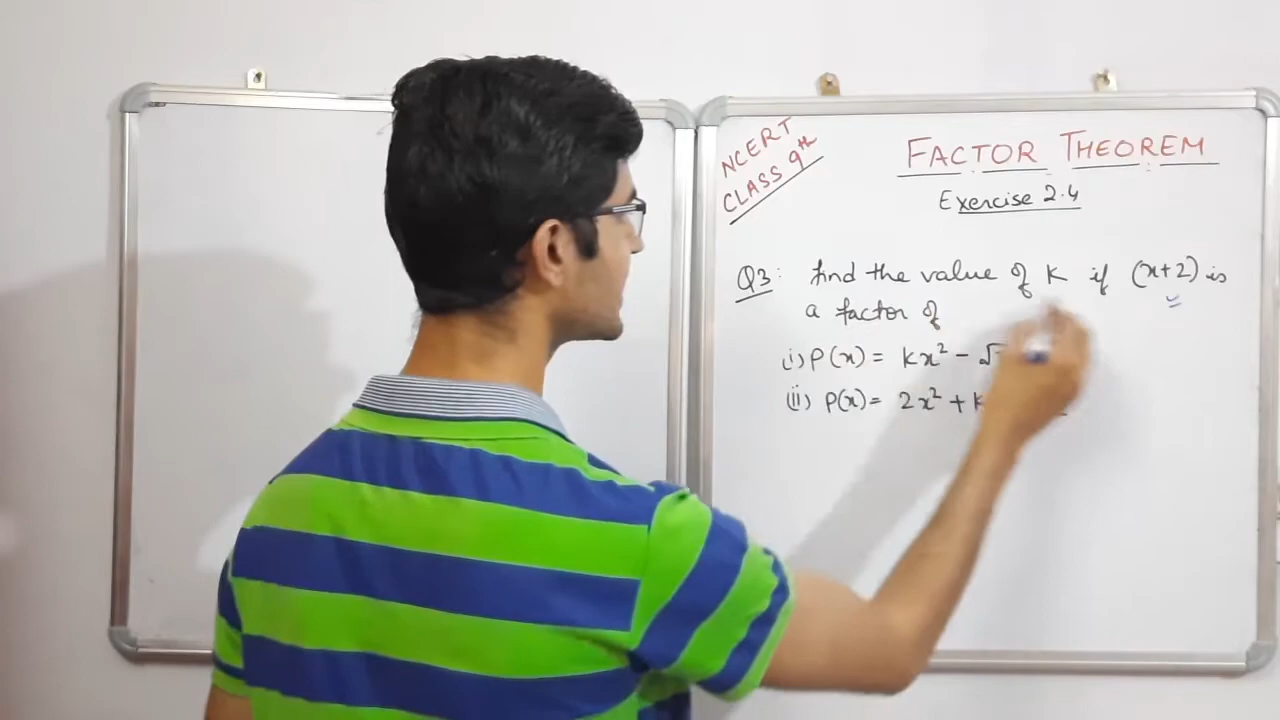 NCERT
CLASS 9th
FACTOR THEOREM
Exercise 2.4
Q3: find the value of K if (x+2) is
a factor of
(i) P(x) = Kx² - √
(ii) P(x) = 2x² + K